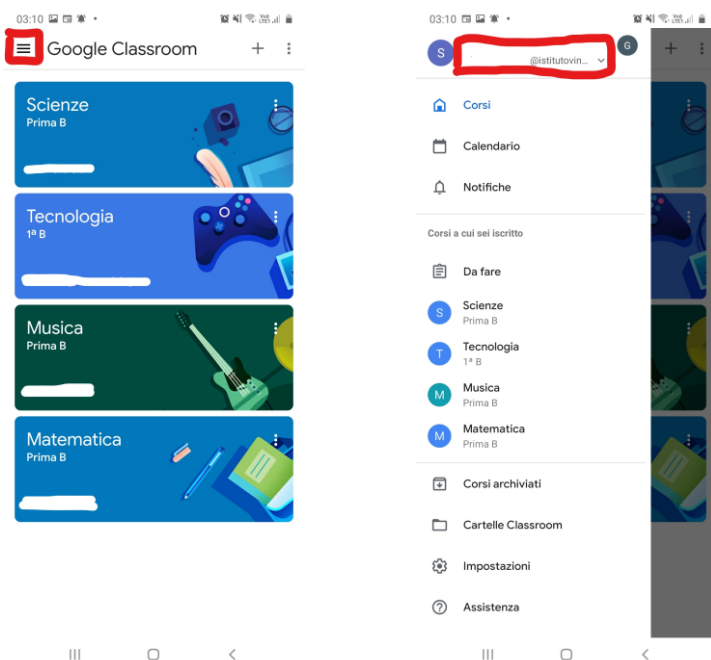 03:10
Google Classroom
Scienze
Prima B
Tecnologia
1ª B
Musica
Prima B
Matematica
Prima B
03:10
S
@istitutovin...
G
Corsi
Calendario
Notifiche
Corsi a cui sei iscritto
Da fare
S
Scienze
Prima B
T
Tecnologia
1ª B
M
Musica
Prima B
M
Matematica
Prima B
Corsi archiviati
Cartelle Classroom
Impostazioni
Assistenza